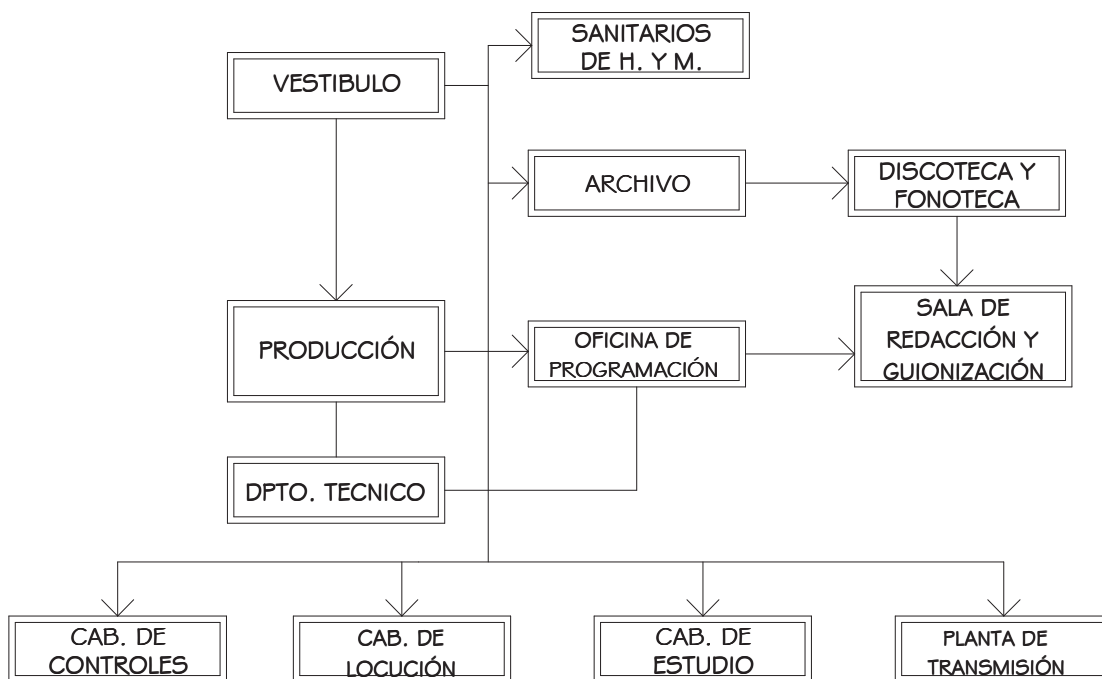 SANITARIOS
DE H. Y M.
VESTIBULO
ARCHIVO
DISCOTECA Y
FONOTECA
PRODUCCIÓN
OFICINA DE
PROGRAMACIÓN
SALA DE
REDACCIÓN Y
GUIONIZACIÓN
DPTO. TECNICO
CAB. DE
CONTROLES
CAB. DE
LOCUCIÓN
CAB. DE
ESTUDIO
PLANTA DE
TRANSMISIÓN